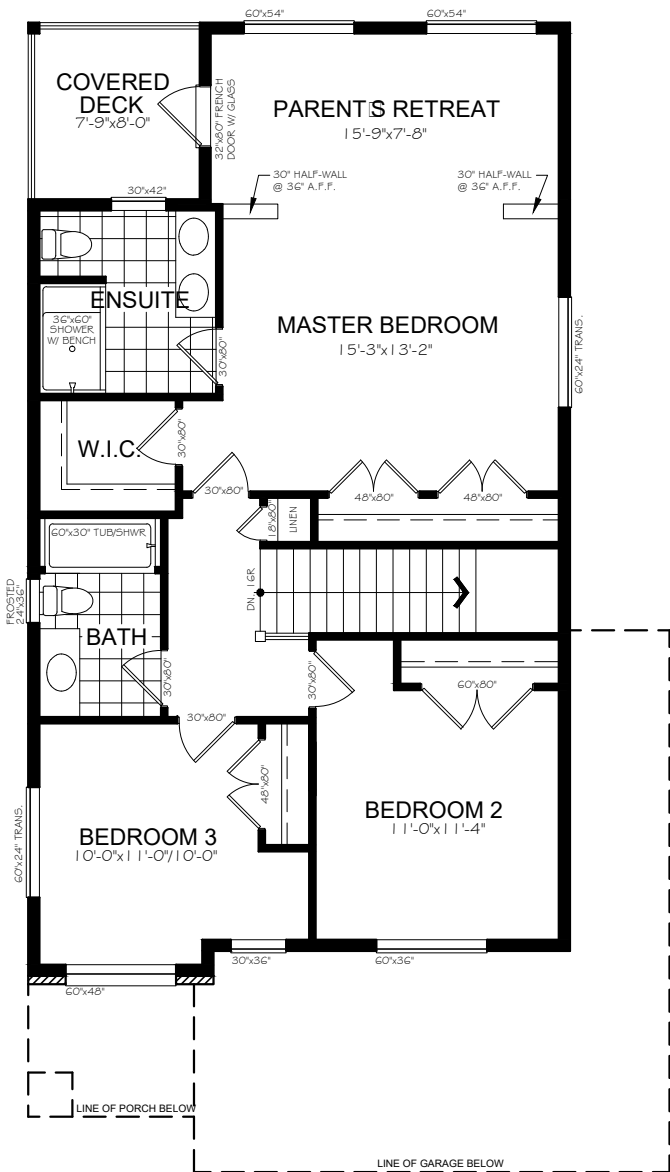 60"x54"
60"x54"
COVERED
DECK
7'-9"x8'-0"
32"x80" FRENCH
DOOR W/ GLASS
PARENT'S RETREAT
15'-9"x7'-8"
30" HALF-WALL
@ 36" A.F.F.
30" HALF-WALL
@ 36" A.F.F.
30"x42"
ENSUITE
36"x60"
SHOWER
W/ BENCH
30"x80"
MASTER BEDROOM
15'-3"x13'-2"
60"x24" TRANS.
W.I.C.
30"x80"
30"x80"
48"x80"
48"x80"
18"x80"
LINEN
60"x30" TUB/SHWR
FROSTED
24"x36"
BATH
30"x80"
DN. 16R
30"x80"
60"x80"
30"x80"
48"x80"
60"x24" TRANS.
BEDROOM 3
10'-0"x11'-0"/10'-0"
BEDROOM 2
11'-0"x11'-4"
30"x36"
60"x36"
60"x48"
LINE OF PORCH BELOW
LINE OF GARAGE BELOW